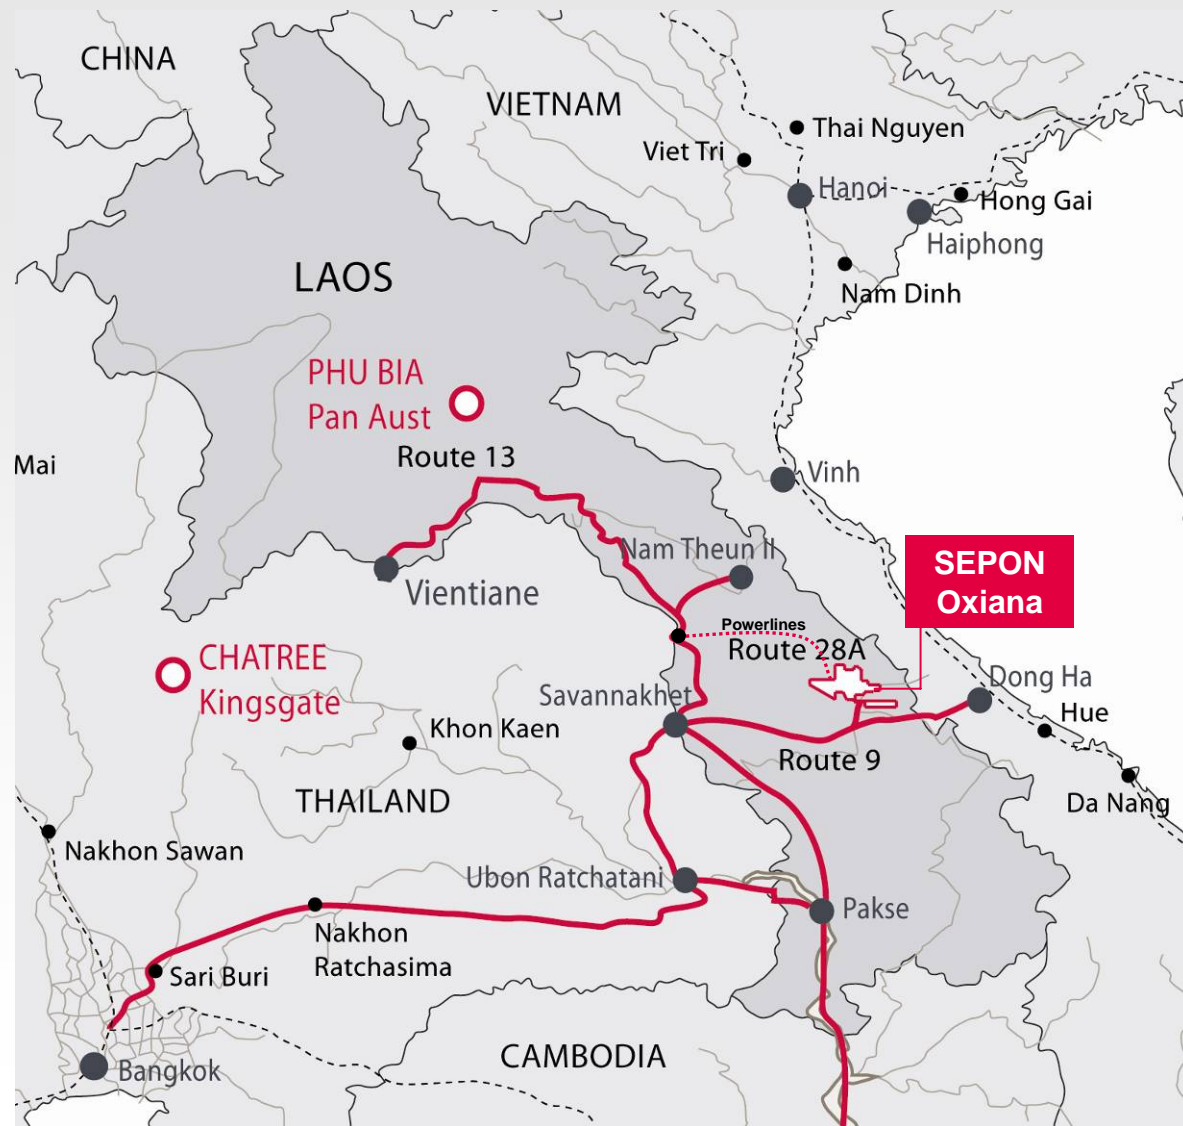 CHINA
VIETNAM
Thai Nguyen
Viet Tri
Hanoi
Hong Gai
Haiphong
LAOS
Nam Dinh
PHU BIA
Pan Aust
Route 13
Mai
Vinh
Nam Theun II
SEPON
Oxiana
Vientiane
Powerlines
Route 28A
CHATREE
Kingsgate
Savannakhet
Dong Ha
Hue
Khon Kaen
Route 9
THAILAND
Da Nang
Nakhon Sawan
Ubon Ratchatani
Pakse
Nakhon
Ratchasima
Sari Buri
CAMBODIA
Bangkok